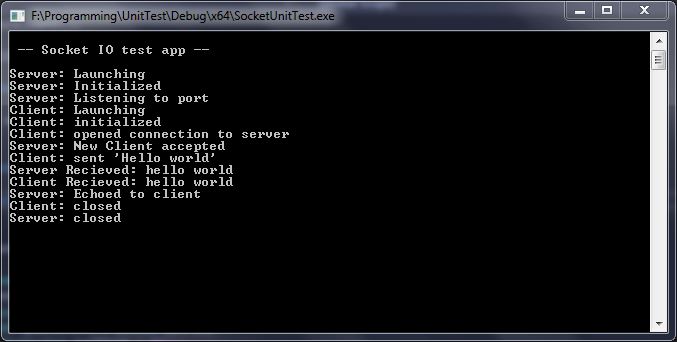 F:\Programming\UnitTest\Debug\x64\SocketUnitTest.exe
-- Socket IO test app --
Server: Launching
Server: Initialized
Server: Listening to port
Client: Launching
Client: initialized
Client: opened connection to server
Server: New Client accepted
Client: sent 'Hello world'
Server Recieved: hello world
Client Recieved: hello world
Server: Echoed to client
Client: closed
Server: closed